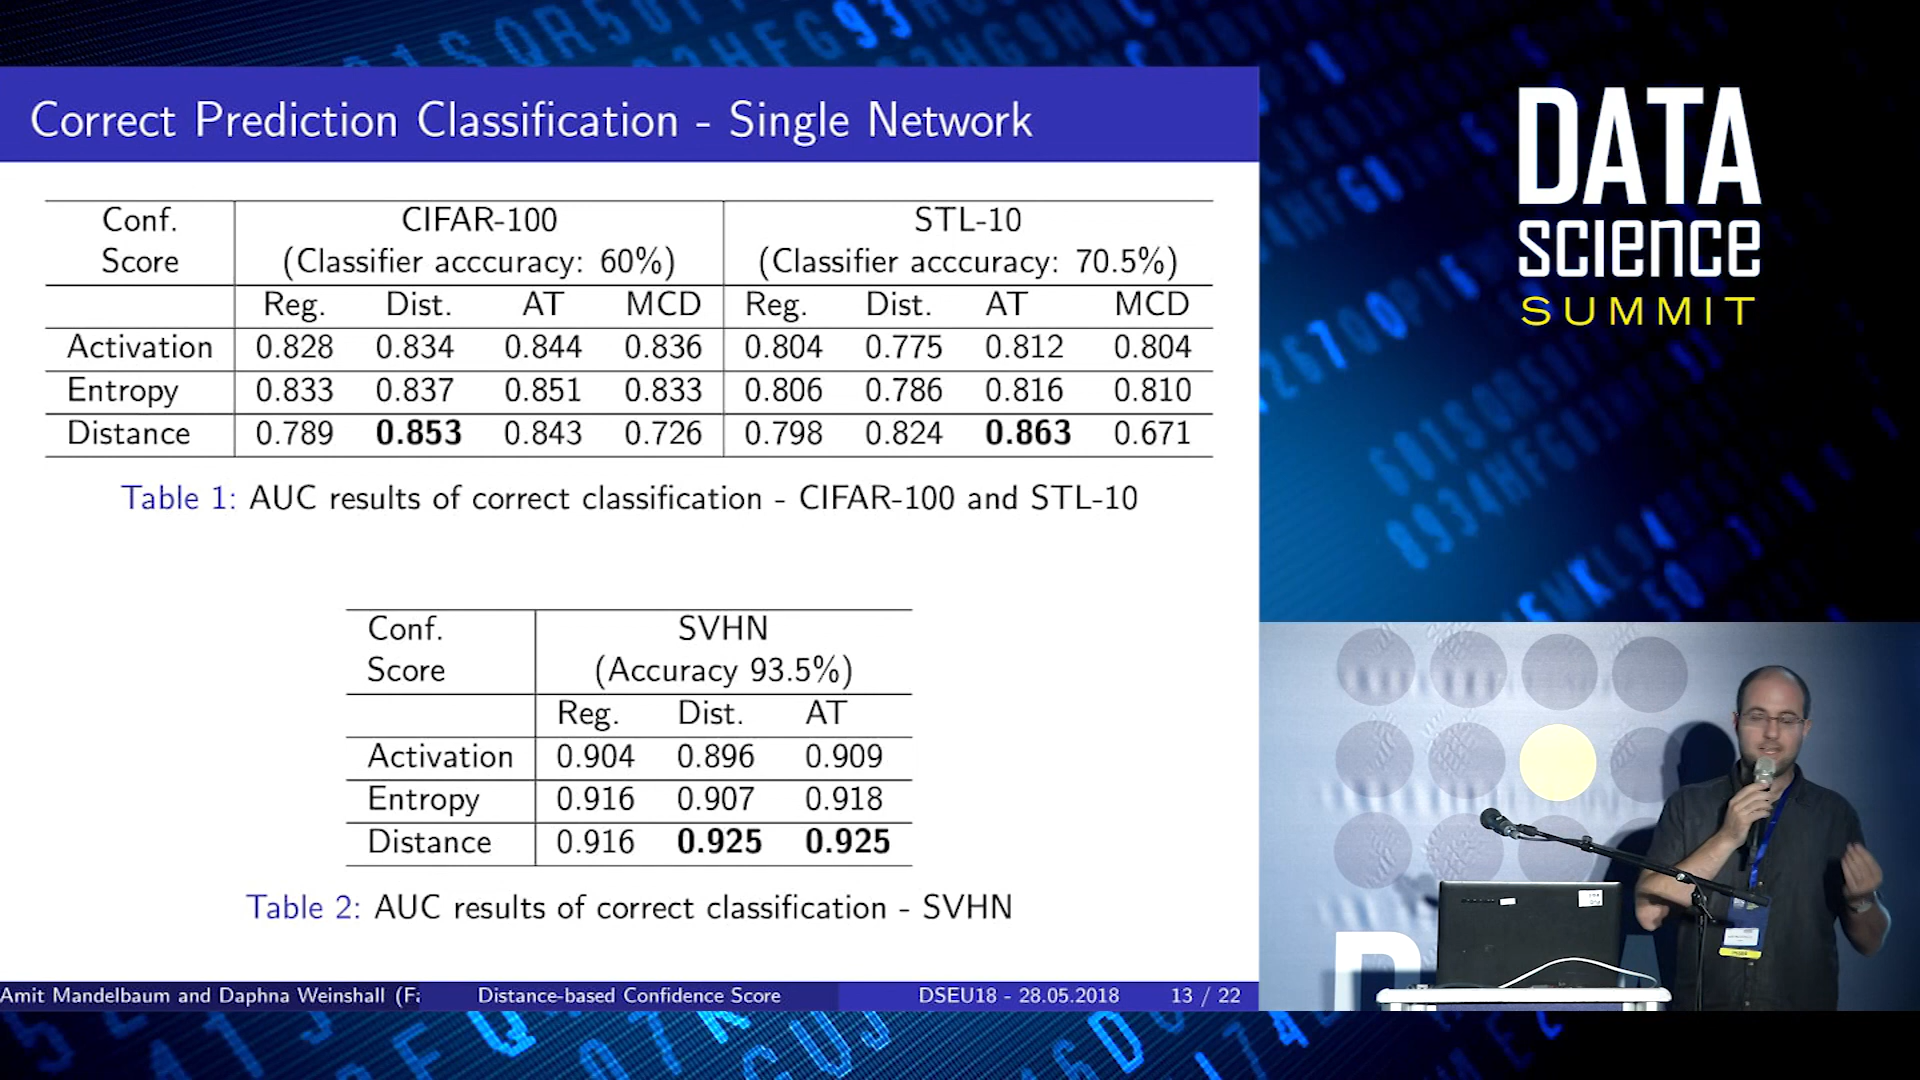 Correct Prediction Classification - Single Network
Conf. Score CIFAR-100 (Classifier acccuracy: 60%) STL-10 (Classifier acccuracy: 70.5%)
Reg. Dist. AT MCD Reg. Dist. AT MCD
Activation 0.828 0.834 0.844 0.836 0.804 0.775 0.812 0.804
Entropy 0.833 0.837 0.851 0.833 0.806 0.786 0.816 0.810
Distance 0.789 0.853 0.843 0.726 0.798 0.824 0.863 0.671
Table 1: AUC results of correct classification - CIFAR-100 and STL-10
Conf. Score SVHN (Accuracy 93.5%)
Reg. Dist. AT
Activation 0.904 0.896 0.909
Entropy 0.916 0.907 0.918
Distance 0.916 0.925 0.925
Table 2: AUC results of correct classification - SVHN
Amit Mandelbaum and Daphna Weinshall (Fa Distance-based Confidence Score DSEU18 - 28.05.2018 13 / 22
DATA
science
SUMMIT